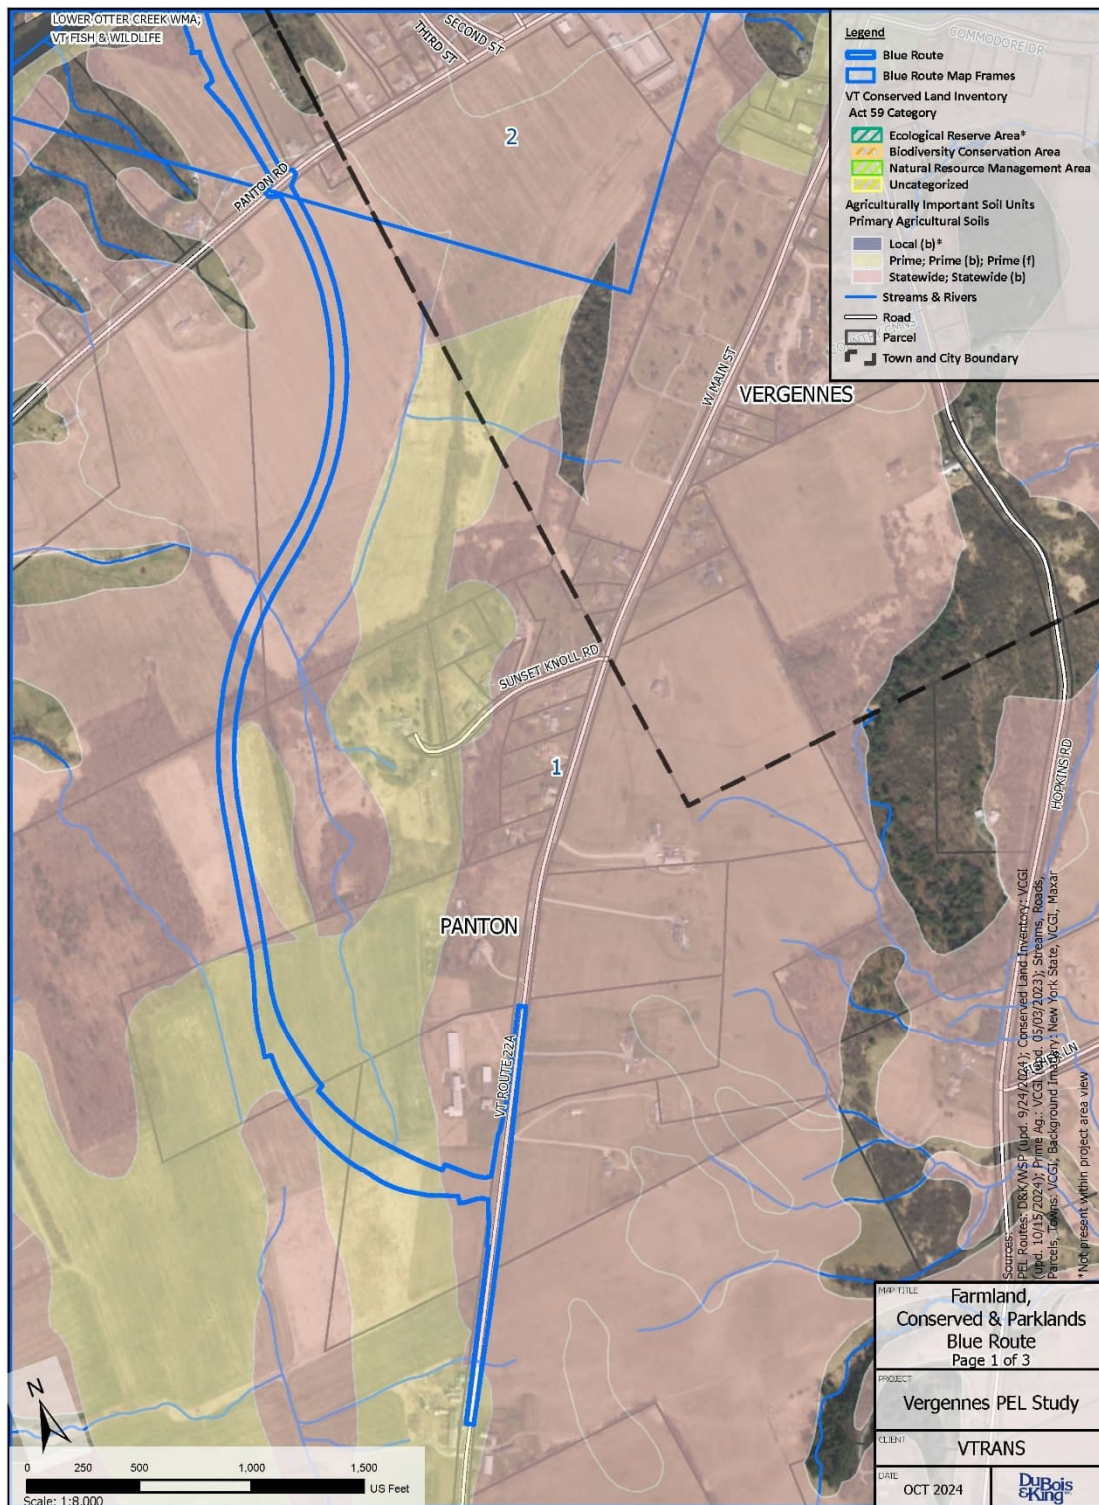 LOWER OTTER CREEK WMA;
VT FISH & WILDLIFE
SECOND ST
THIRD ST
PANTON RD
2
W MAIN ST
VERGENNES
COMMODORE DR
Legend
Blue Route
Blue Route Map Frames
VT Conserved Land Inventory
Act 59 Category
Ecological Reserve Area*
Biodiversity Conservation Area
Natural Resource Management Area
Uncategorized
Agriculturally Important Soil Units
Primary Agricultural Soils
Local (b)*
Prime; Prime (b); Prime (f)
Statewide; Statewide (b)
Streams & Rivers
Road
Parcel
Town and City Boundary
SUNSET KNOLL RD
1
HOPKINS RD
PANTON
VT ROUTE 22A
FISHER LN
Sources:
PEL Routes: D&K/WSP (upd. 9/24/2024); Conserved Land Inventory: VCGI
(upd. 10/15/2024); Prime Ag.: VCGI (upd. 05/03/2023); Streams, Roads,
Parcels, Towns: VCGI; Background Imagery: New York State, VCGI, Maxar
*Not present within project area view
N
0 250 500 1,000 1,500
US Feet
Scale: 1:8,000
MAP TITLE
Farmland,
Conserved & Parklands
Blue Route
Page 1 of 3
PROJECT
Vergennes PEL Study
CLIENT
VTRANS
DATE
OCT 2024
DuBois
&King